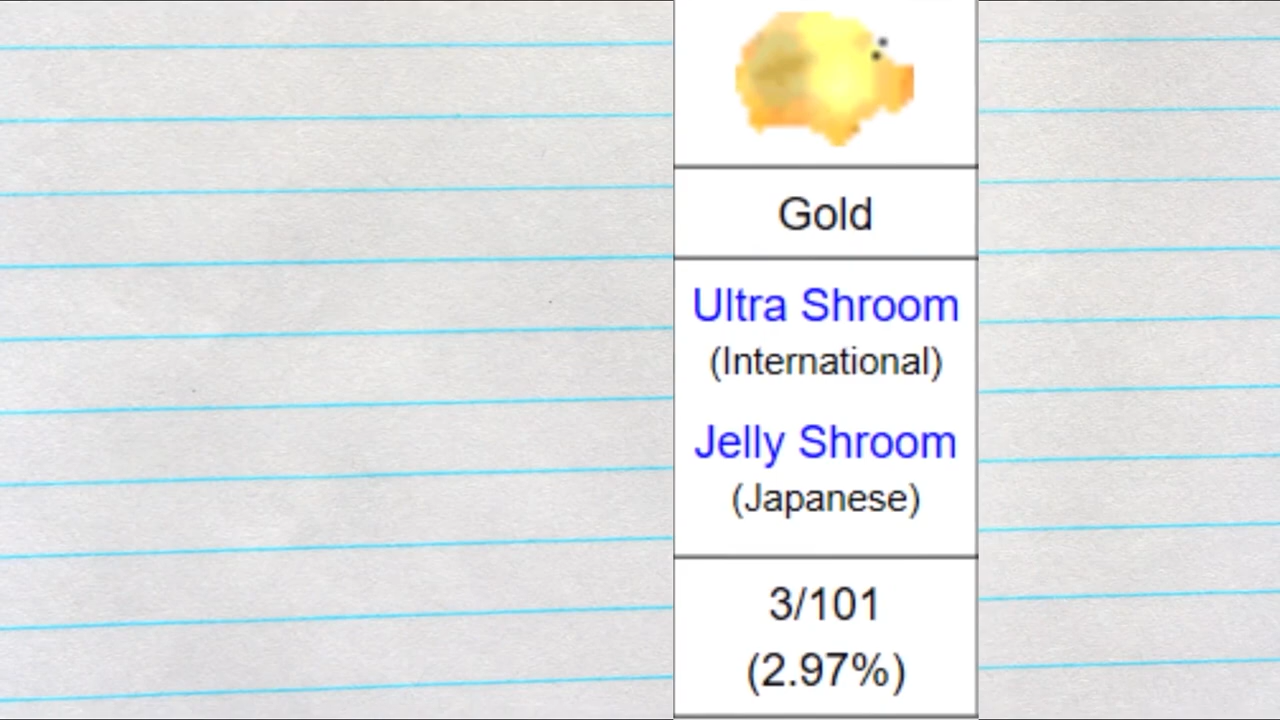 Gold
Ultra Shroom
(International)
Jelly Shroom
(Japanese)
3/101
(2.97%)